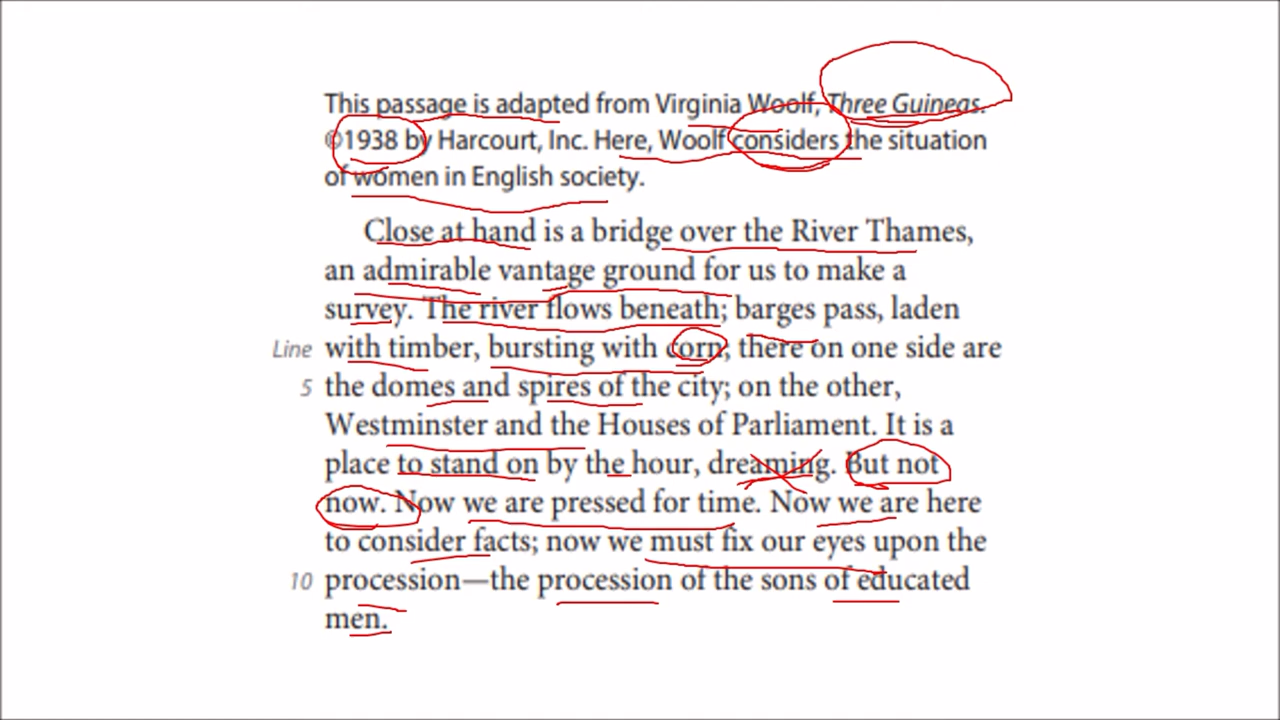 This passage is adapted from Virginia Woolf, Three Guineas.
©1938 by Harcourt, Inc. Here, Woolf considers the situation
of women in English society.
Close at hand is a bridge over the River Thames,
an admirable vantage ground for us to make a
survey. The river flows beneath; barges pass, laden
Line with timber, bursting with corn; there on one side are
5 the domes and spires of the city; on the other,
Westminster and the Houses of Parliament. It is a
place to stand on by the hour, dreaming. But not
now. Now we are pressed for time. Now we are here
to consider facts; now we must fix our eyes upon the
10 procession—the procession of the sons of educated
men.